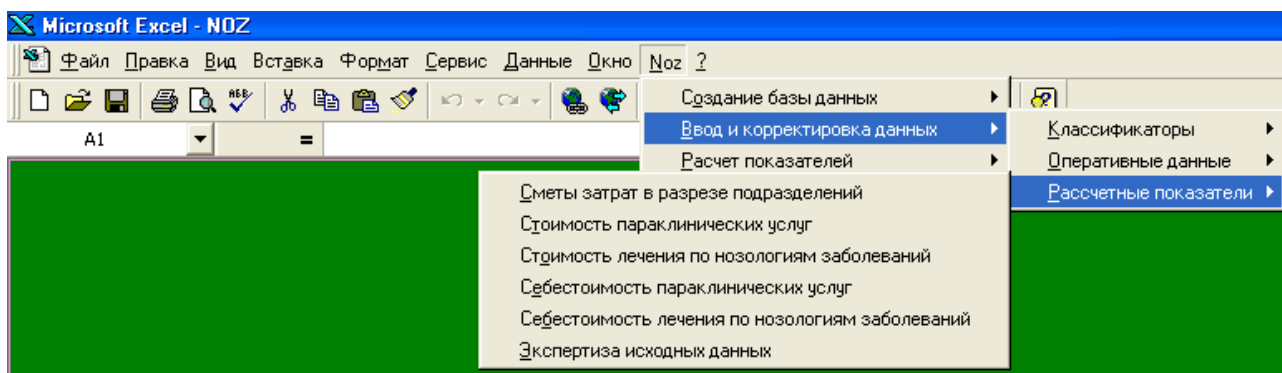 Microsoft Excel - NOZ
Файл Правка Вид Вставка Формат Сервис Данные Окно Noz ?
Создание базы данных
A1 = Ввод и корректировка данных Классификаторы
Расчет показателей Оперативные данные
Сметы затрат в разрезе подразделений Рассчетные показатели
Стоимость параклинических услуг
Стоимость лечения по нозологиям заболеваний
Себестоимость параклинических услуг
Себестоимость лечения по нозологиям заболеваний
Экспертиза исходных данных